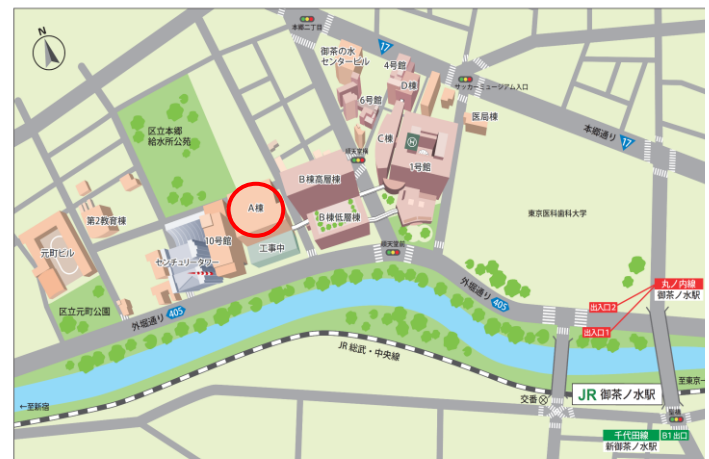 N
本郷二丁目
17
御茶の水
センタービル
4号館
D棟
サッカーミュージアム入口
6号館
医局棟
本郷通り
17
区立本郷
給水所公苑
C棟
H
1号館
順天堂横
B棟高層棟
A棟
B棟低層棟
第2教育棟
10号館
工事中
東京医科歯科大学
元町ビル
センチュリータワー
順天堂前
区立元町公園
外堀通り
405
外堀通り
405
丸ノ内線
御茶ノ水駅
出入口2
出入口1
JR 総武・中央線
←至新宿
交番
JR 御茶ノ水駅
至東京→
千代田線
B1出口
新御茶ノ水駅